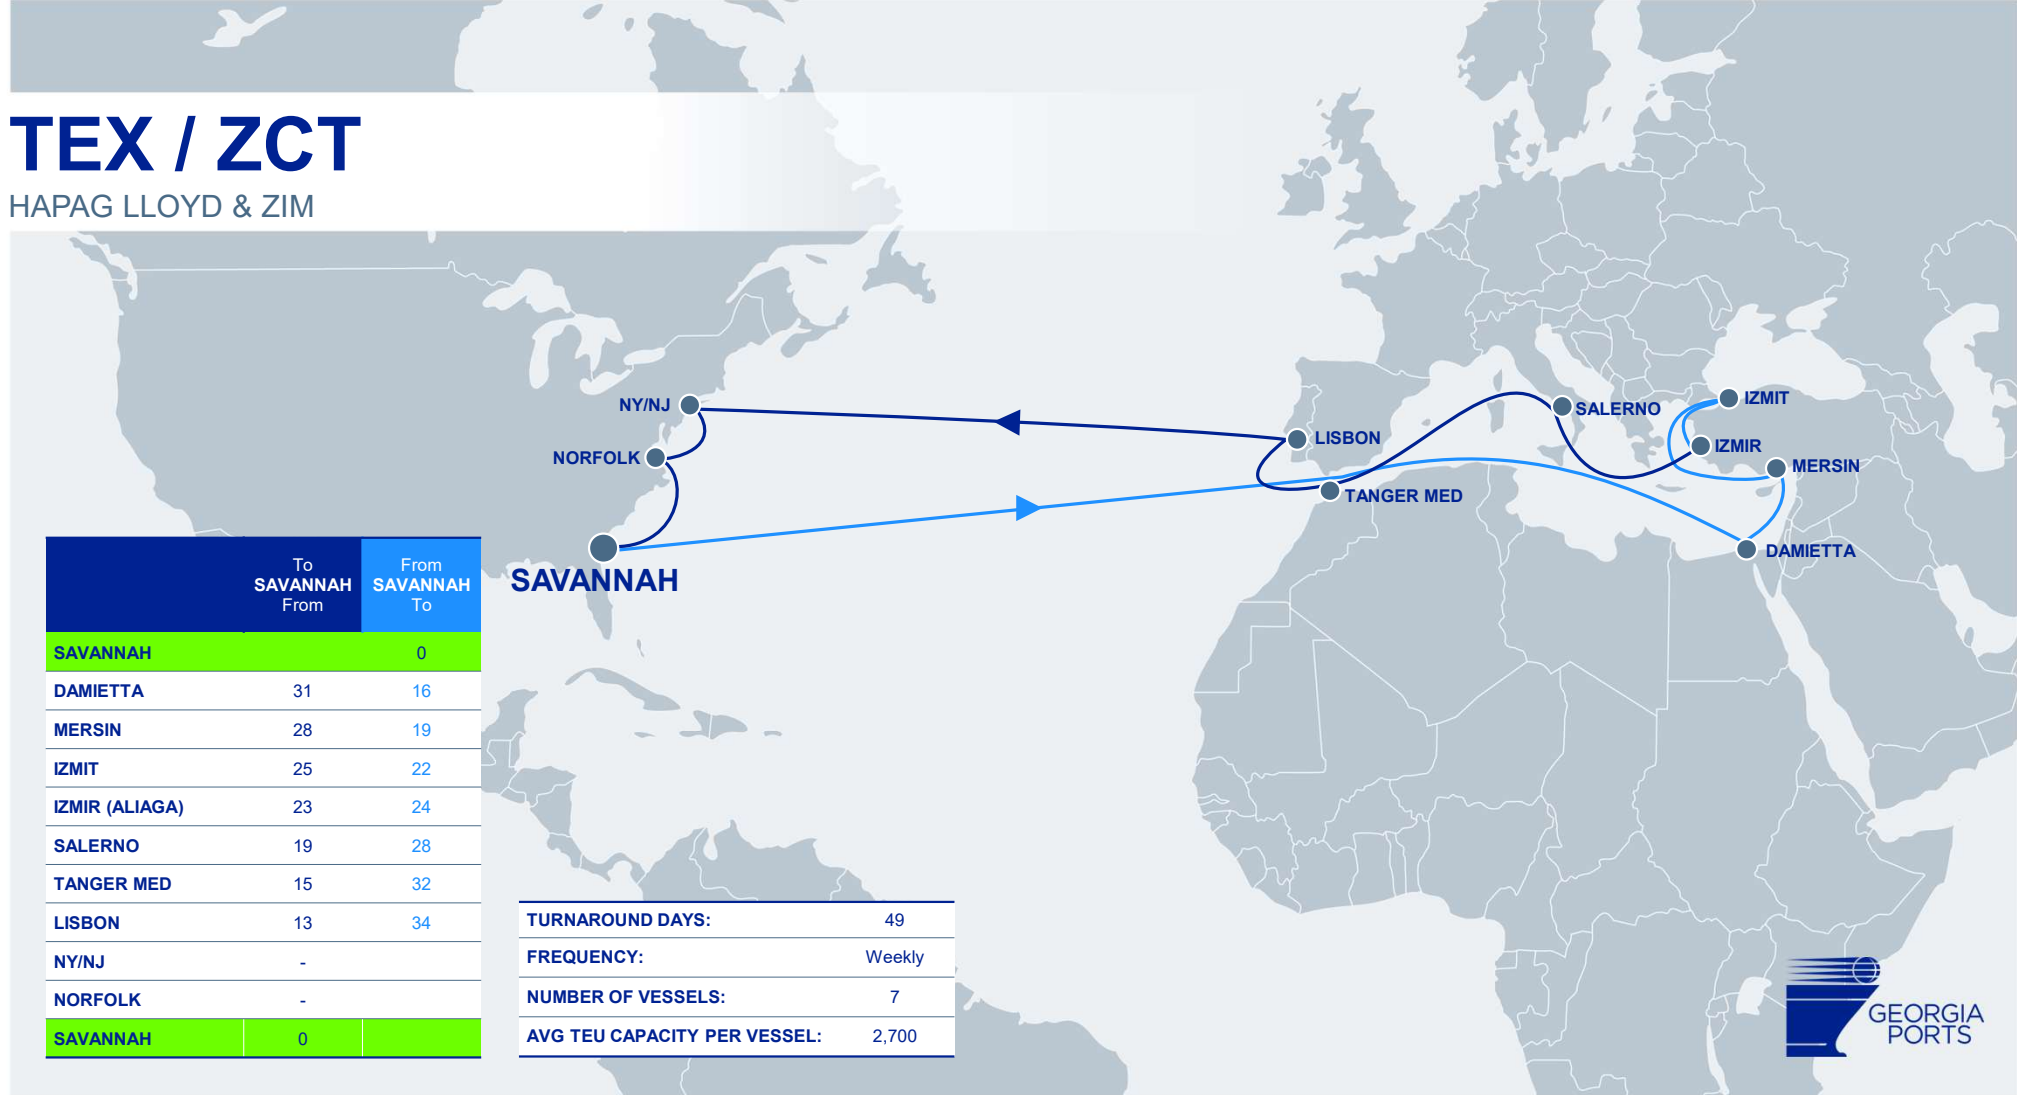 TEX / ZCT
HAPAG LLOYD & ZIM
NY/NJ
NORFOLK
SAVANNAH
LISBON
TANGER MED
SALERNO
IZMIT
IZMIR
MERSIN
DAMIETTA
To SAVANNAH From | From SAVANNAH To
SAVANNAH 0
DAMIETTA 31 16
MERSIN 28 19
IZMIT 25 22
IZMIR (ALIAGA) 23 24
SALERNO 19 28
TANGER MED 15 32
LISBON 13 34
NY/NJ -
NORFOLK -
SAVANNAH 0
TURNAROUND DAYS: 49
FREQUENCY: Weekly
NUMBER OF VESSELS: 7
AVG TEU CAPACITY PER VESSEL: 2,700
GEORGIA
PORTS